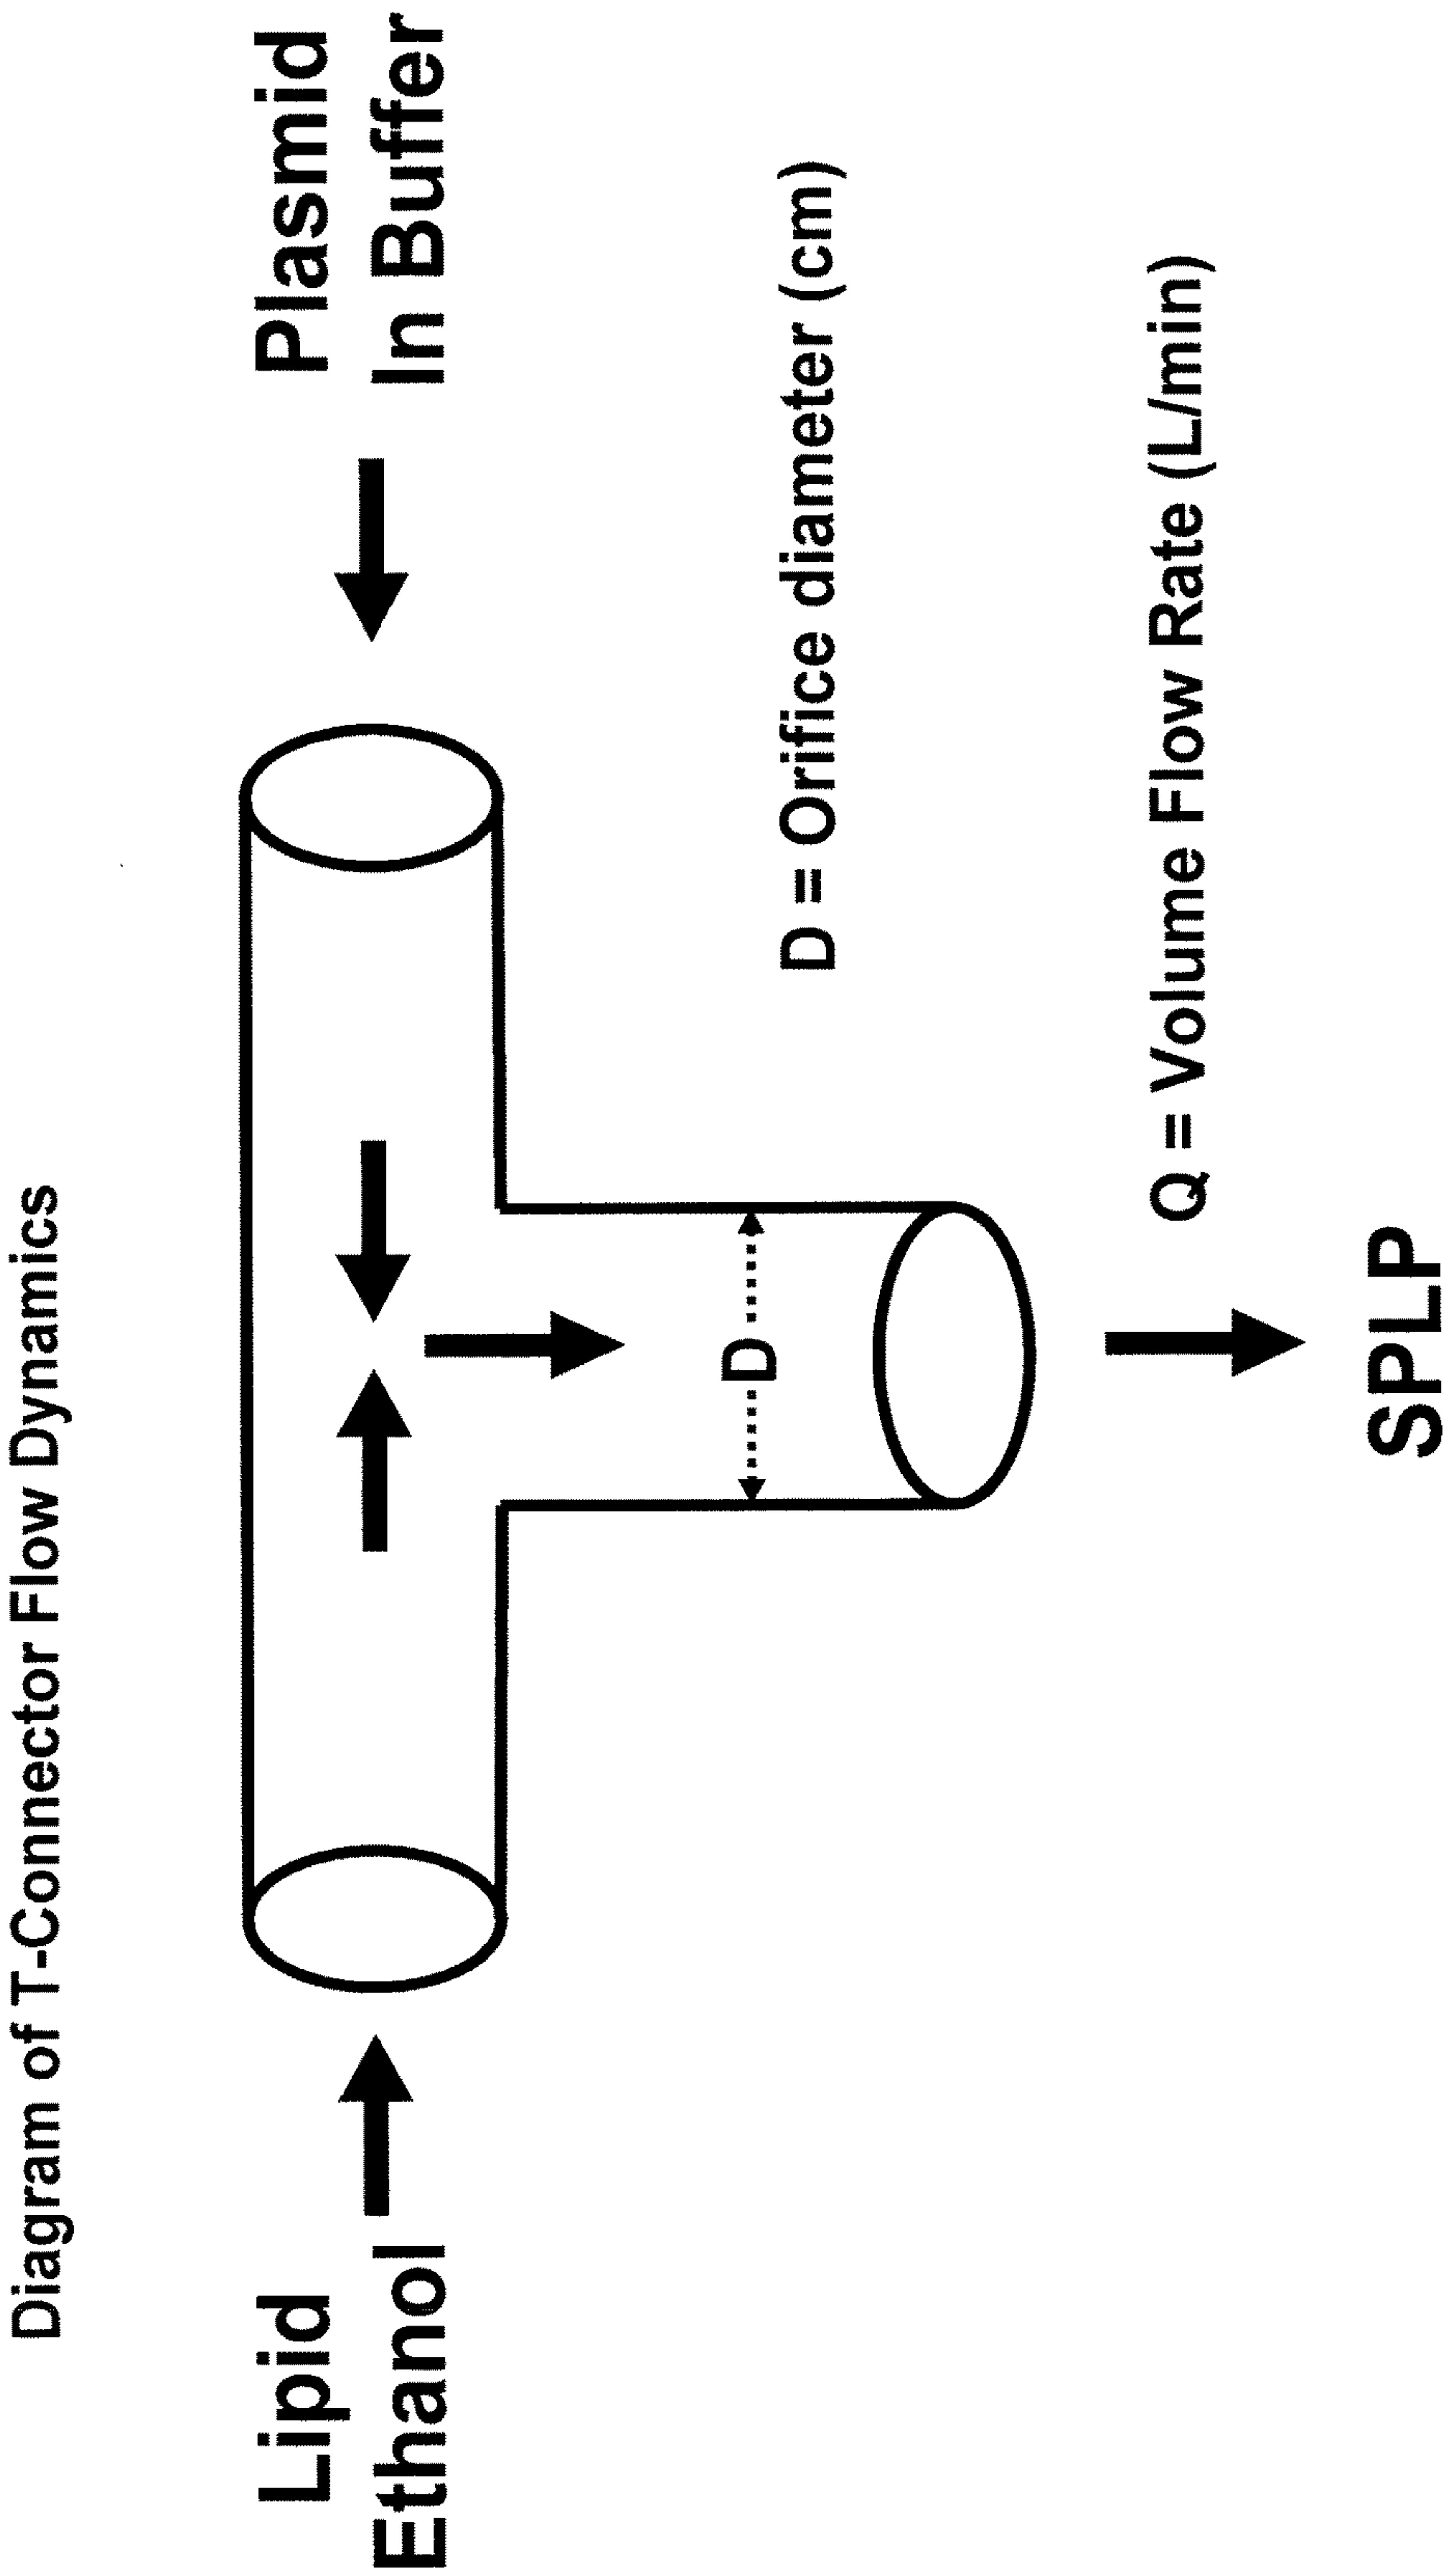 Diagram of T-Connector Flow Dynamics
Lipid
Ethanol
Plasmid
In Buffer
D
D = Orifice diameter (cm)
Q = Volume Flow Rate (L/min)
SPLP